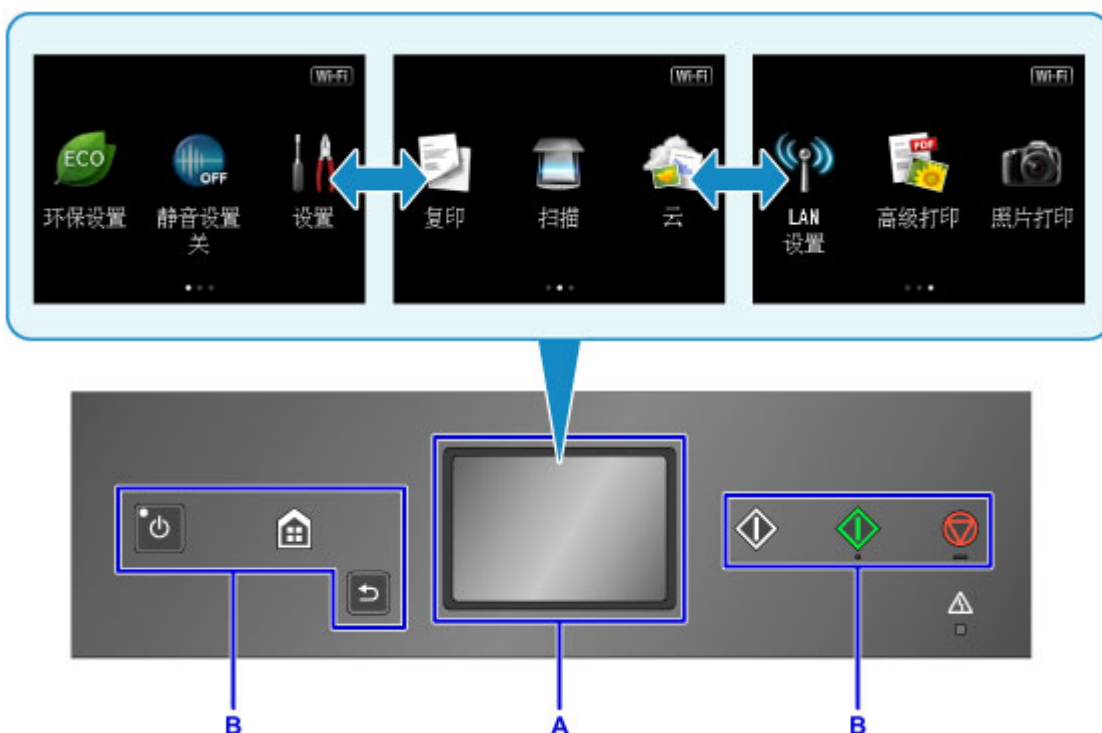 Wi-Fi
ECO
OFF
环保设置
静音设置
关
设置
Wi-Fi
复印
扫描
云
Wi-Fi
PDF
LAN
设置
高级打印
照片打印
B
A
B